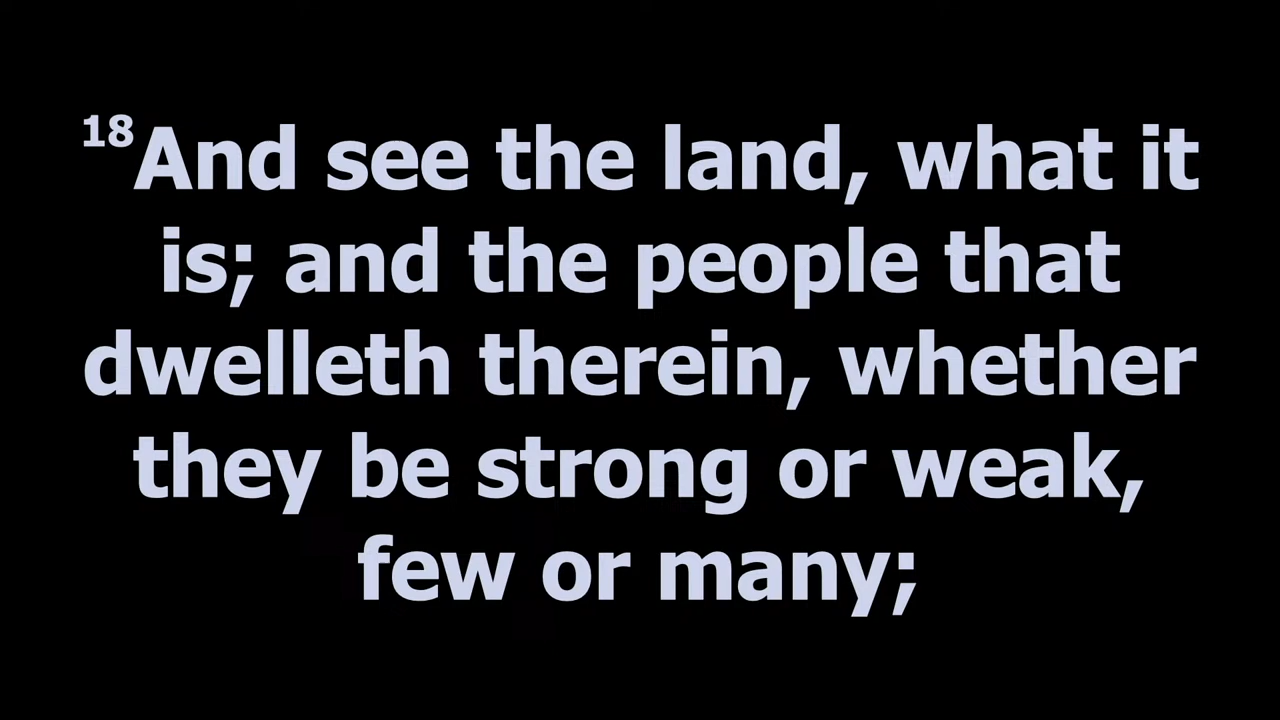 18And see the land, what it
is; and the people that
dwelleth therein, whether
they be strong or weak,
few or many;